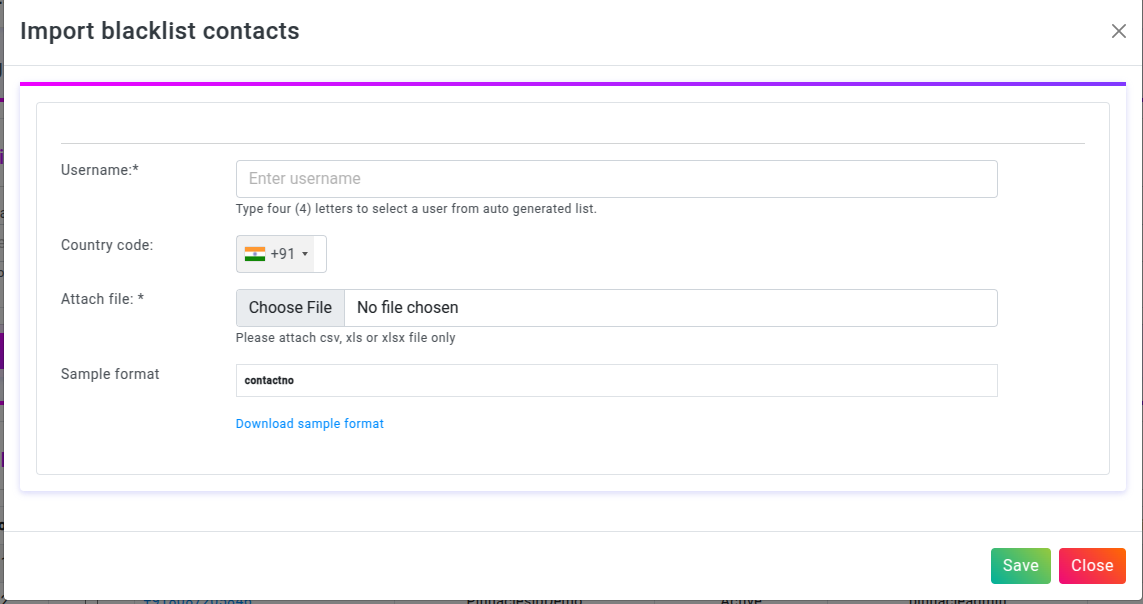 Import blacklist contacts
Username:*
Enter username
Type four (4) letters to select a user from auto generated list.
Country code:
+91
Attach file: *
Choose File No file chosen
Please attach csv, xls or xlsx file only
Sample format
contactno
Download sample format
Save Close